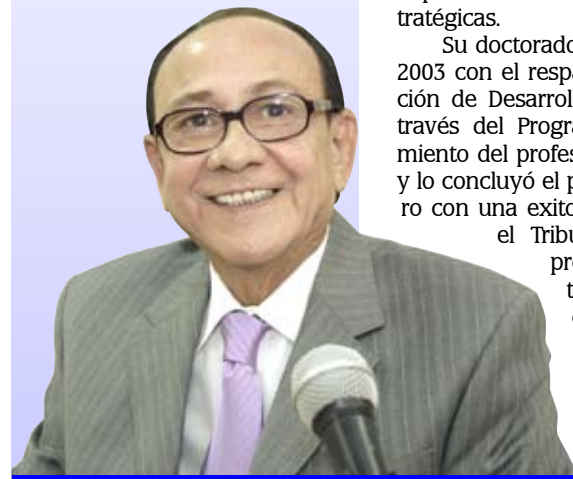 tratégicas.
Su doctorado
2003 con el respa
ción de Desarrol
través del Progra
miento del profes
y lo concluyó el p
ro con una exito
el Tribu
pr
t